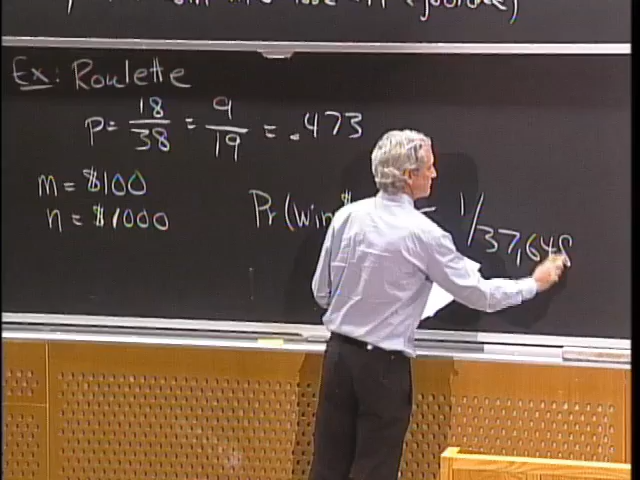 Ex: Roulette
p = 18/38 = 9/19 = .473
m = $100
n = $1000
Pr(win = 1/37,648